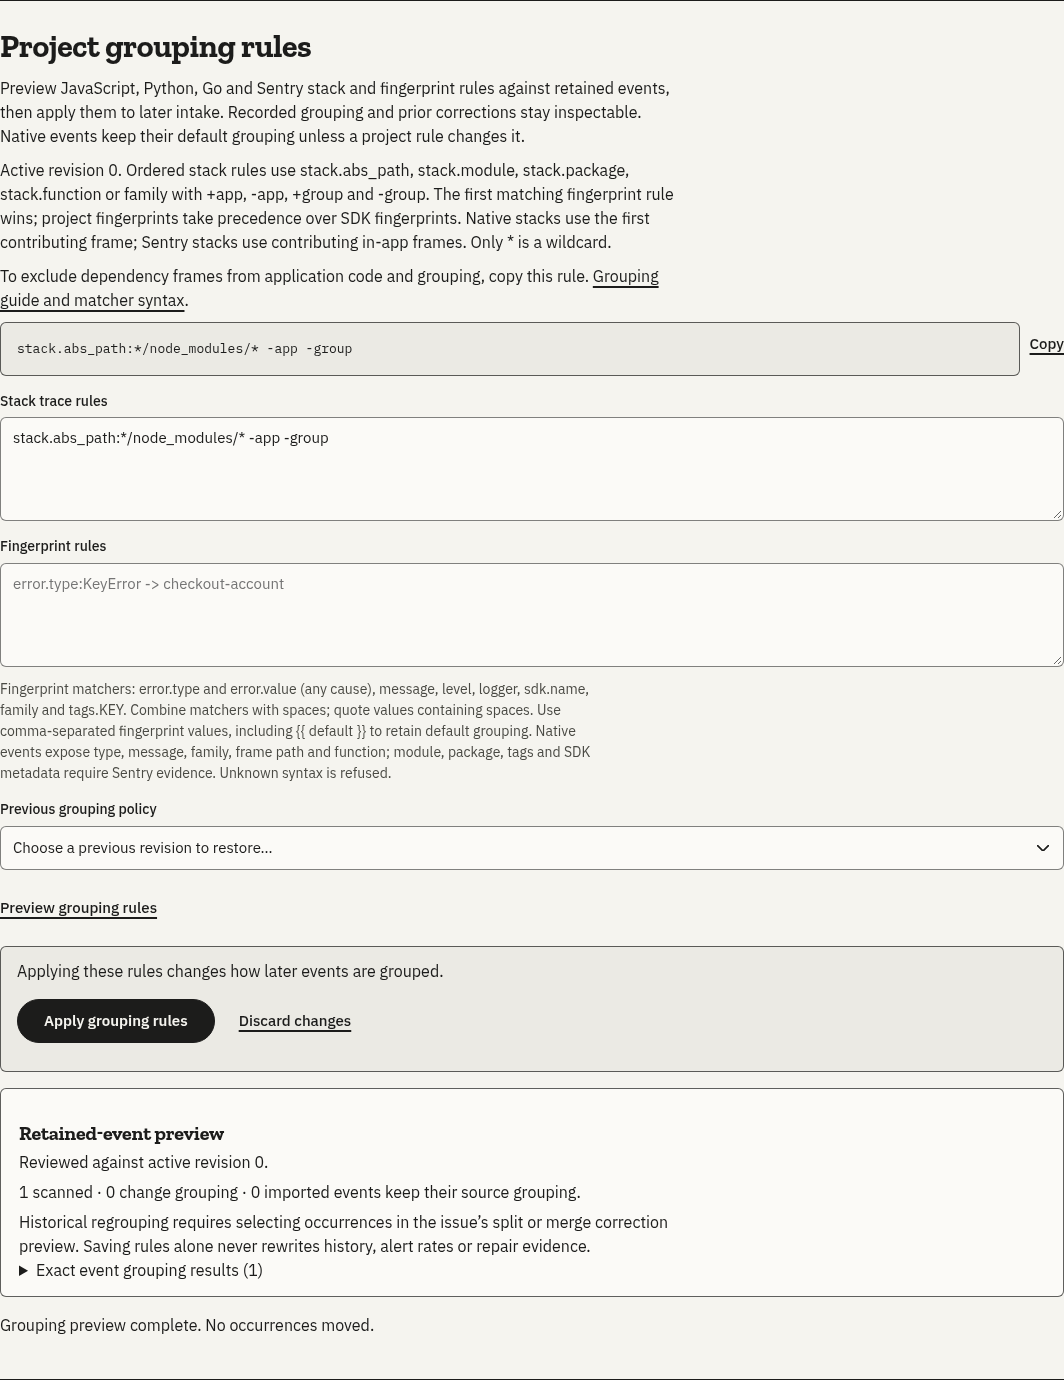 Project grouping rules
Preview JavaScript, Python, Go and Sentry stack and fingerprint rules against retained events,
then apply them to later intake. Recorded grouping and prior corrections stay inspectable.
Native events keep their default grouping unless a project rule changes it.
Active revision 0. Ordered stack rules use stack.abs_path, stack.module, stack.package,
stack.function or family with +app, -app, +group and -group. The first matching fingerprint rule
wins; project fingerprints take precedence over SDK fingerprints. Native stacks use the first
contributing frame; Sentry stacks use contributing in-app frames. Only * is a wildcard.
To exclude dependency frames from application code and grouping, copy this rule. Grouping
guide and matcher syntax.
stack.abs_path:*/node_modules/* -app -group
Copy
Stack trace rules
stack.abs_path:*/node_modules/* -app -group
Fingerprint rules
error.type:KeyError -> checkout-account
Fingerprint matchers: error.type and error.value (any cause), message, level, logger, sdk.name,
family and tags.KEY. Combine matchers with spaces; quote values containing spaces. Use
comma-separated fingerprint values, including {{ default }} to retain default grouping. Native
events expose type, message, family, frame path and function; module, package, tags and SDK
metadata require Sentry evidence. Unknown syntax is refused.
Previous grouping policy
Choose a previous revision to restore...
Preview grouping rules
Applying these rules changes how later events are grouped.
Apply grouping rules
Discard changes
Retained-event preview
Reviewed against active revision 0.
1 scanned · 0 change grouping · 0 imported events keep their source grouping.
Historical regrouping requires selecting occurrences in the issue’s split or merge correction
preview. Saving rules alone never rewrites history, alert rates or repair evidence.
Exact event grouping results (1)
Grouping preview complete. No occurrences moved.